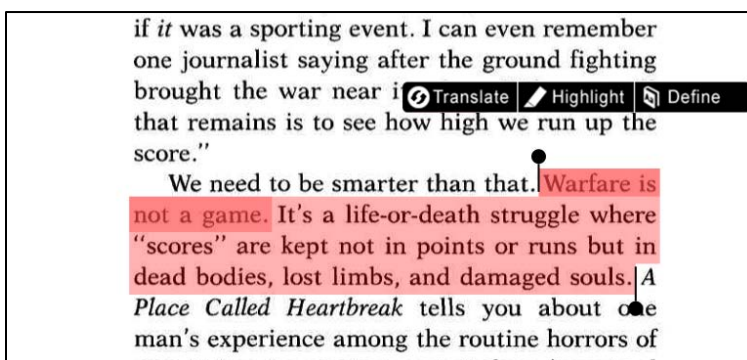 if it was a sporting event. I can even remember
one journalist saying after the ground fighting
brought the war near
Translate Highlight Define
that remains is to see how high we run up the
score."
We need to be smarter than that. Warfare is
not a game. It's a life-or-death struggle where
“scores” are kept not in points or runs but in
dead bodies, lost limbs, and damaged souls. A
Place Called Heartbreak tells you about one
man's experience among the routine horrors of